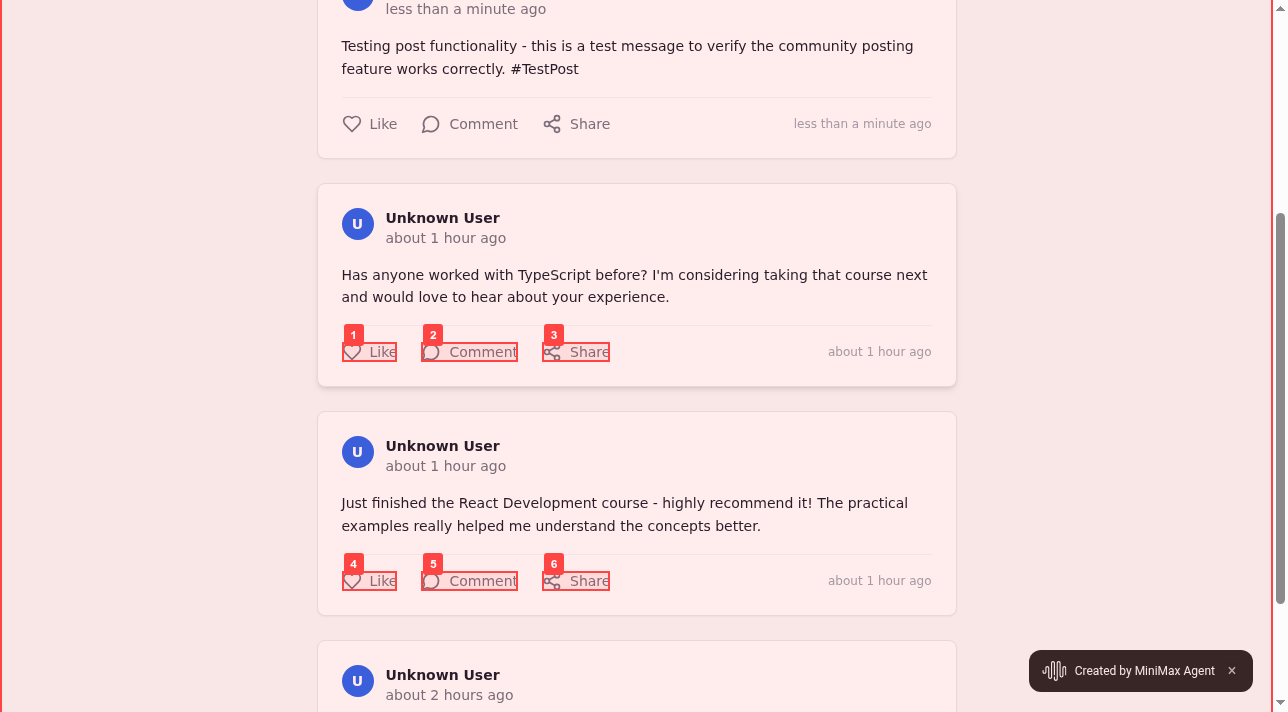 less than a minute ago
Testing post functionality - this is a test message to verify the community posting
feature works correctly. #TestPost
Like Comment Share less than a minute ago
U Unknown User
about 1 hour ago
Has anyone worked with TypeScript before? I'm considering taking that course next
and would love to hear about your experience.
1 2 3
Like Comment Share about 1 hour ago
U Unknown User
about 1 hour ago
Just finished the React Development course - highly recommend it! The practical
examples really helped me understand the concepts better.
4 5 6
Like Comment Share about 1 hour ago
U Unknown User
about 2 hours ago
Created by MiniMax Agent ×